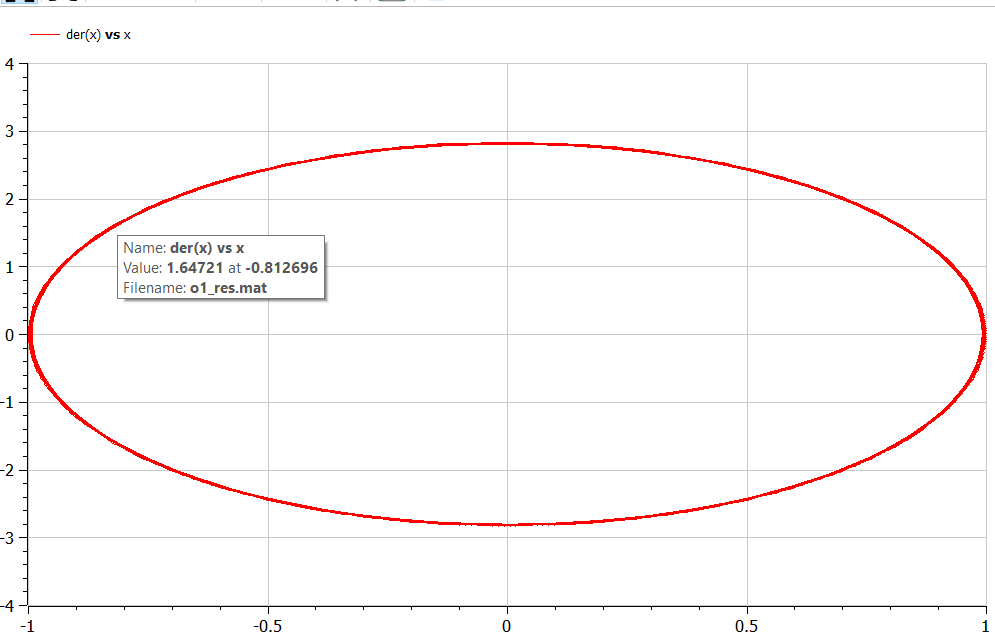 der(x) vs x
4
3
2
1
0
-1
-2
-3
-4
Name: der(x) vs x
Value: 1.64721 at -0.812696
Filename: o1_res.mat
-1 -0.5 0 0.5 1